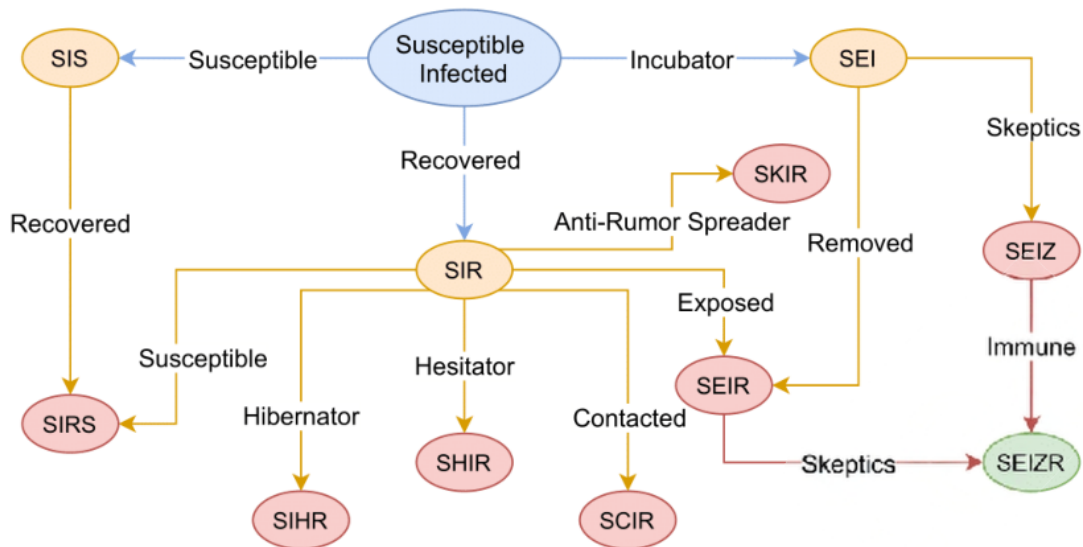 SIS
Susceptible
Susceptible
Infected
Incubator
SEI
Skeptics
Recovered
SKIR
Recovered
Anti-Rumor Spreader
Removed
SEIZ
SIR
Exposed
Susceptible
Hesitator
Immune
SEIR
Hibernator
Contacted
SIRS
SHIR
Skeptics
SEIZR
SIHR
SCIR